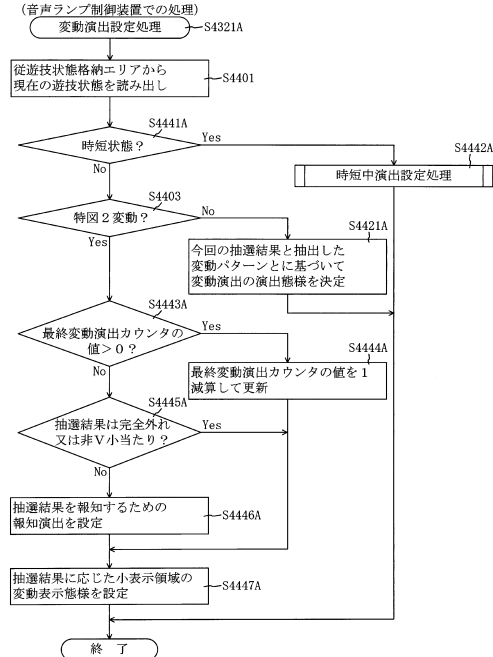 （音声ランプ制御装置での処理）
変動演出設定処理
S4321A
従遊技状態格納エリアから
現在の遊技状態を読み出し
S4401
S4441A
時短状態？
Yes
No
S4442A
時短中演出設定処理
S4403
特図２変動？
No
Yes
S4421A
今回の抽選結果と抽出した
変動パターンとに基づいて
変動演出の演出態様を決定
S4443A
最終変動演出カウンタの
値＞０？
Yes
No
S4444A
最終変動演出カウンタの値を１
減算して更新
S4445A
抽選結果は完全外れ
又は非Ｖ小当たり？
Yes
No
抽選結果を報知するための
報知演出を設定
S4446A
抽選結果に応じた小表示領域の
変動表示態様を設定
S4447A
終　了